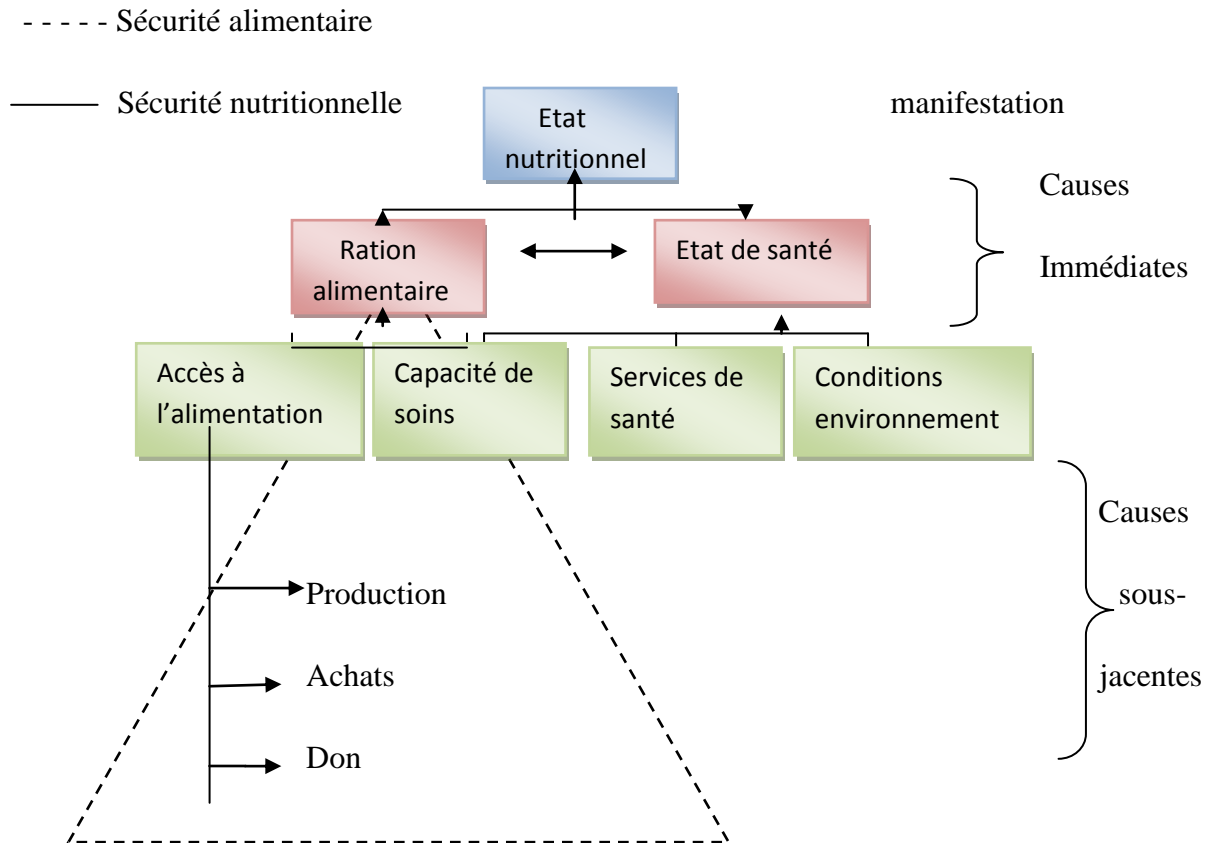 Sécurité alimentaire
Sécurité nutritionnelle
Etat
nutritionnel
manifestation
Causes
Immédiates
Ration
alimentaire
Etat de santé
Accès à
l'alimentation
Capacité de
soins
Services de
santé
Conditions
environnement
Causes
sous-
jacentes
Production
Achats
Don